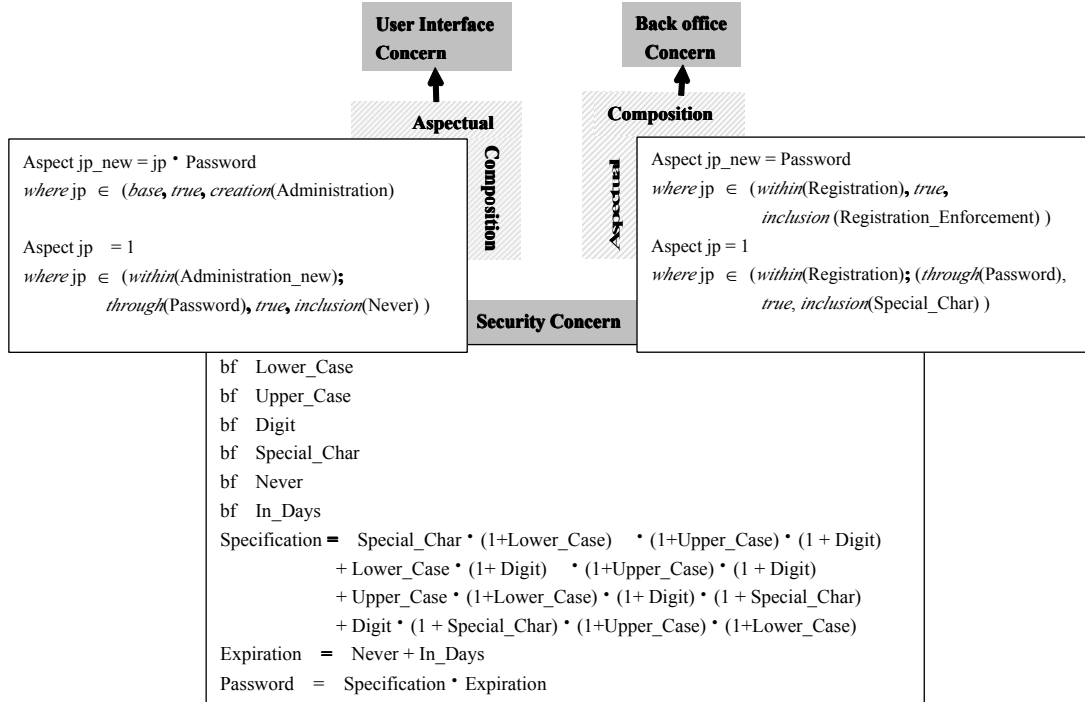 User Interface
Concern
Back office
Concern
Aspectual
Composition
Composition
Aspectual
Aspect jp_new = jp • Password
where jp ∈ (base, true, creation(Administration)
Aspect jp = 1
where jp ∈ (within(Administration_new);
through(Password), true, inclusion(Never) )
Aspect jp_new = Password
where jp ∈ (within(Registration), true,
inclusion (Registration_Enforcement) )
Aspect jp = 1
where jp ∈ (within(Registration); (through(Password),
true, inclusion(Special_Char) )
Security Concern
bf Lower_Case
bf Upper_Case
bf Digit
bf Special_Char
bf Never
bf In_Days
Specification = Special_Char • (1+Lower_Case) • (1+Upper_Case) • (1 + Digit)
+ Lower_Case • (1+ Digit) • (1+Upper_Case) • (1 + Digit)
+ Upper_Case • (1+Lower_Case) • (1+ Digit) • (1 + Special_Char)
+ Digit • (1 + Special_Char) • (1+Upper_Case) • (1+Lower_Case)
Expiration = Never + In_Days
Password = Specification • Expiration